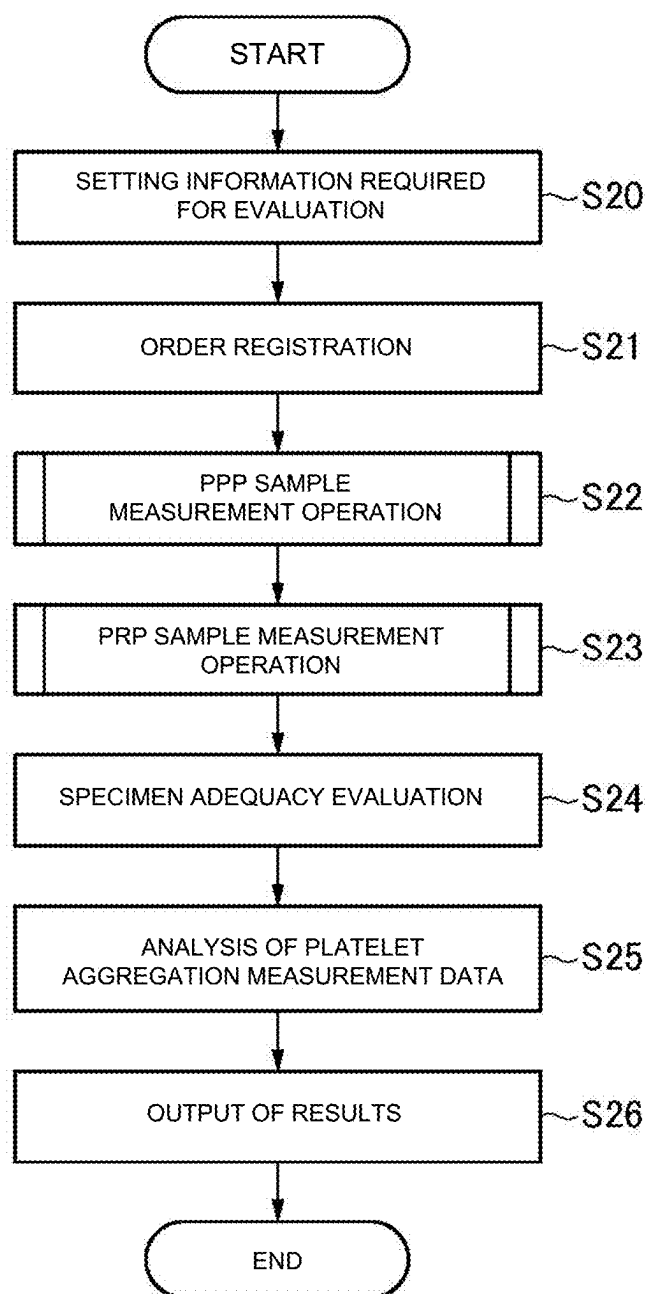 START
SETTING INFORMATION REQUIRED
FOR EVALUATION
S20
ORDER REGISTRATION
S21
PPP SAMPLE
MEASUREMENT OPERATION
S22
PRP SAMPLE MEASUREMENT
OPERATION
S23
SPECIMEN ADEQUACY EVALUATION
S24
ANALYSIS OF PLATELET
AGGREGATION MEASUREMENT DATA
S25
OUTPUT OF RESULTS
S26
END